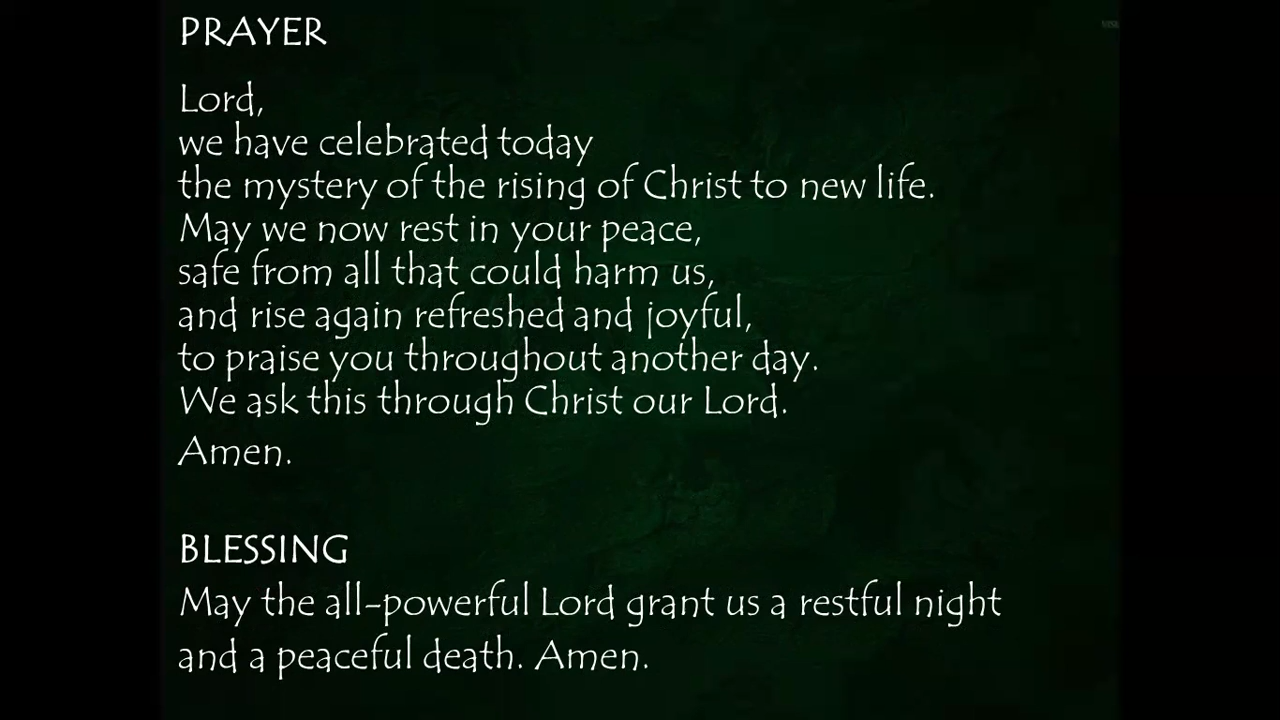 PRAYER
Lord,
we have celebrated today
the mystery of the rising of Christ to new life.
May we now rest in your peace,
safe from all that could harm us,
and rise again refreshed and joyful,
to praise you throughout another day.
We ask this through Christ our Lord.
Amen.
BLESSING
May the all-powerful Lord grant us a restful night
and a peaceful death. Amen.